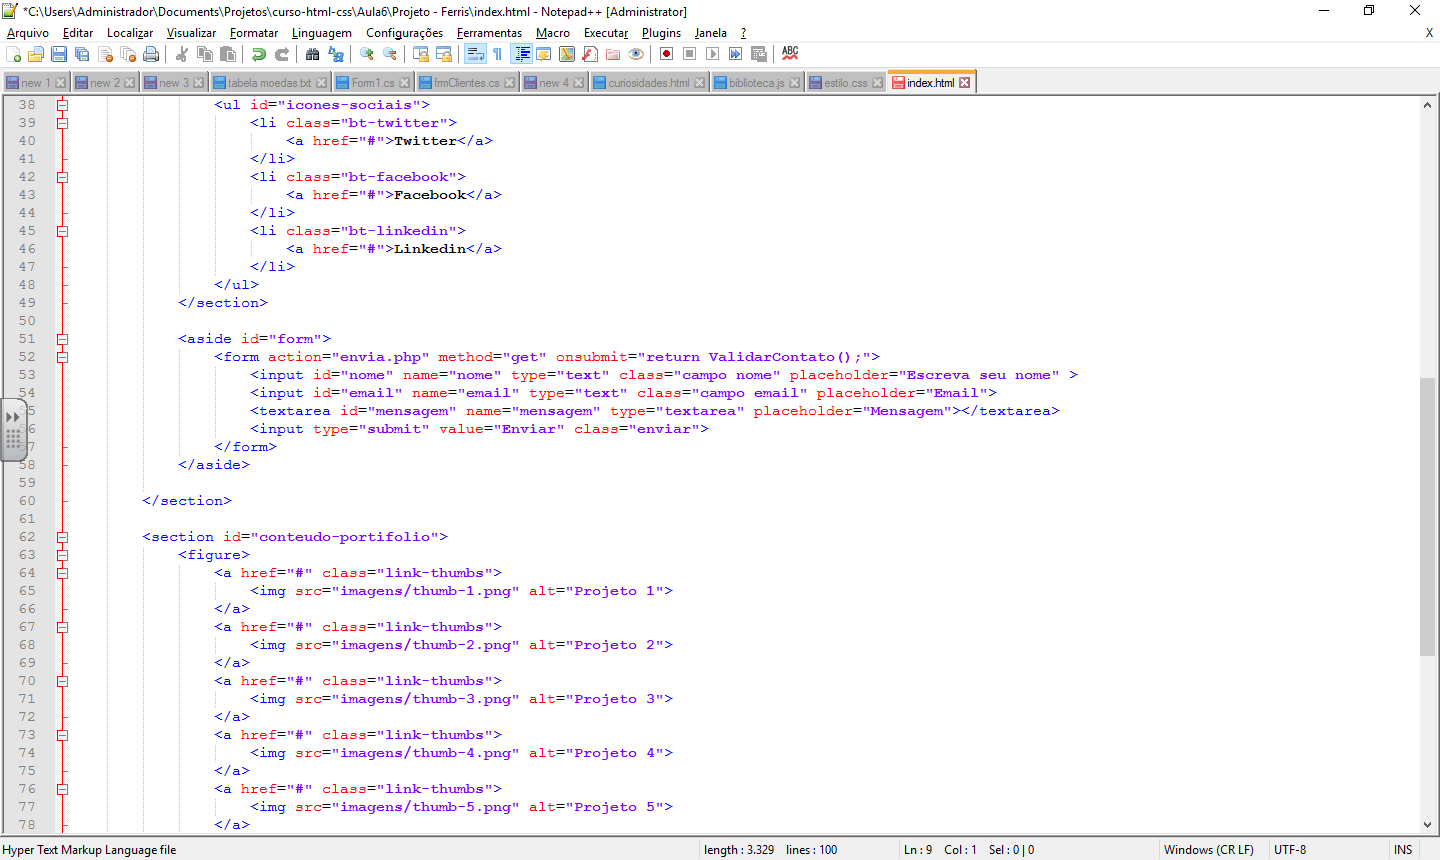 *C:\Users\Administrador\Documents\Projetos\curso-html-css\Aula6\Projeto - Ferris\index.html - Notepad++ [Administrator]
Arquivo Editar Localizar Visualizar Formatar Linguagem Configurações Ferramentas Macro Executar Plugins Janela ? X
ABC
new 1 new 2 new 3 tabela moedas.txt Form1.cs frmClientes.cs new 4 curiosidades.html biblioteca.js estilo.css index.html
38 <ul id="icones-sociais">
39 <li class="bt-twitter">
40 <a href="#">Twitter</a>
41 </li>
42 <li class="bt-facebook">
43 <a href="#">Facebook</a>
44 </li>
45 <li class="bt-linkedin">
46 <a href="#">Linkedin</a>
47 </li>
48 </ul>
49 </section>
50
51 <aside id="form">
52 <form action="envia.php" method="get" onsubmit="return ValidarContato();">
53 <input id="nome" name="nome" type="text" class="campo nome" placeholder="Escreva seu nome" >
54 <input id="email" name="email" type="text" class="campo email" placeholder="Email">
5 <textarea id="mensagem" name="mensagem" type="textarea" placeholder="Mensagem"></textarea>
6 <input type="submit" value="Enviar" class="enviar">
7 </form>
58 </aside>
59
60 </section>
61
62 <section id="conteudo-portifolio">
63 <figure>
64 <a href="#" class="link-thumbs">
65 <img src="imagens/thumb-1.png" alt="Projeto 1">
66 </a>
67 <a href="#" class="link-thumbs">
68 <img src="imagens/thumb-2.png" alt="Projeto 2">
69 </a>
70 <a href="#" class="link-thumbs">
71 <img src="imagens/thumb-3.png" alt="Projeto 3">
72 </a>
73 <a href="#" class="link-thumbs">
74 <img src="imagens/thumb-4.png" alt="Projeto 4">
75 </a>
76 <a href="#" class="link-thumbs">
77 <img src="imagens/thumb-5.png" alt="Projeto 5">
78 </a>
Hyper Text Markup Language file length : 3.329 lines : 100 Ln : 9 Col : 1 Sel : 0 | 0 Windows (CR LF) UTF-8 INS